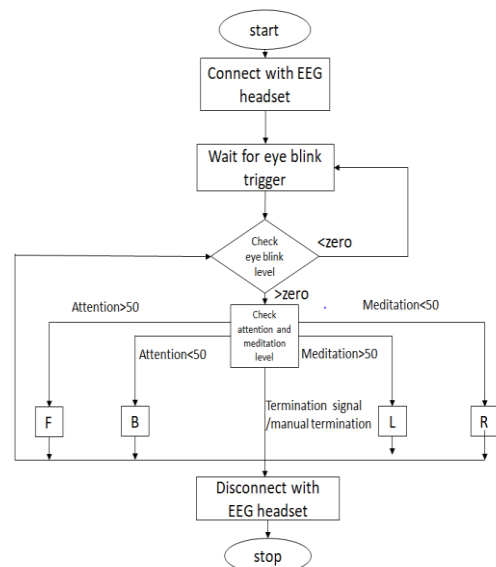 start
Connect with EEG
headset
Wait for eye blink
trigger
Check
eye blink
level
<zero
>zero
Attention>50
Check
attention and
meditation
level
Meditation<50
Attention<50
Meditation>50
Termination signal
/manual termination
F
B
L
R
Disconnect with
EEG headset
stop